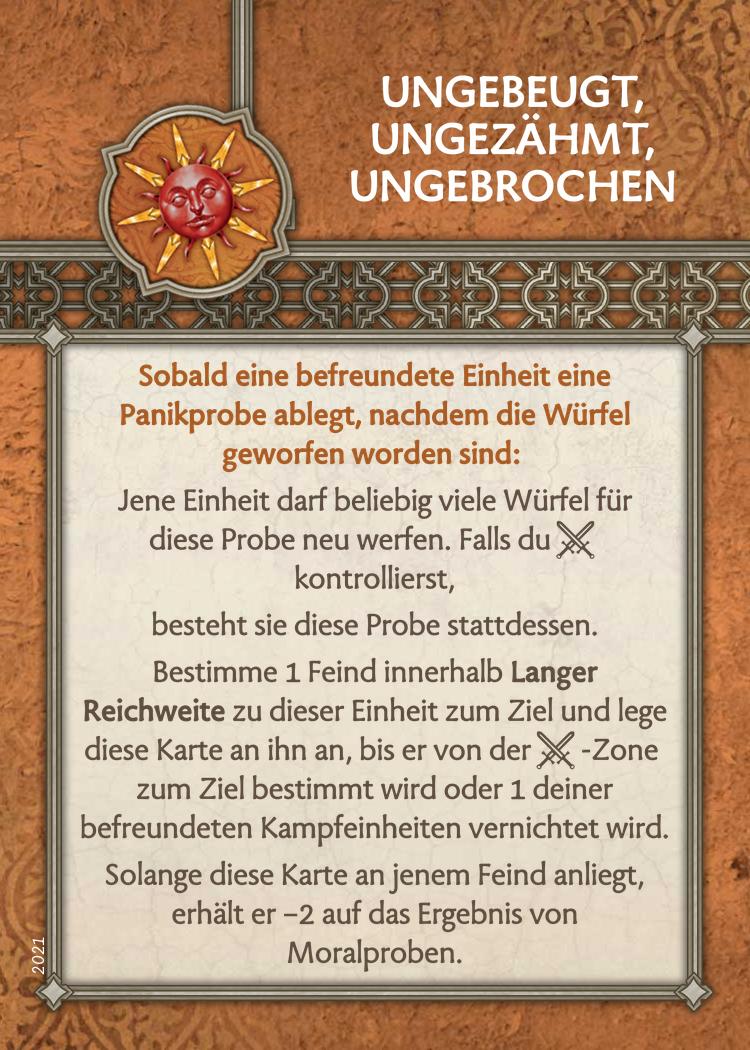 UNGEBEUGT,
UNGEZÄHMT,
UNGEBROCHEN
Sobald eine befreundete Einheit eine
Panikprobe ablegt, nachdem die Würfel
geworfen worden sind:
Jene Einheit darf beliebig viele Würfel für
diese Probe neu werfen. Falls du
kontrollierst,
besteht sie diese Probe stattdessen.
Bestimme 1 Feind innerhalb Langer
Reichweite zu dieser Einheit zum Ziel und lege
diese Karte an ihn an, bis er von der -Zone
zum Ziel bestimmt wird oder 1 deiner
befreundeten Kampfeinheiten vernichtet wird.
Solange diese Karte an jenem Feind anliegt,
erhält er –2 auf das Ergebnis von
Moralproben.
2021